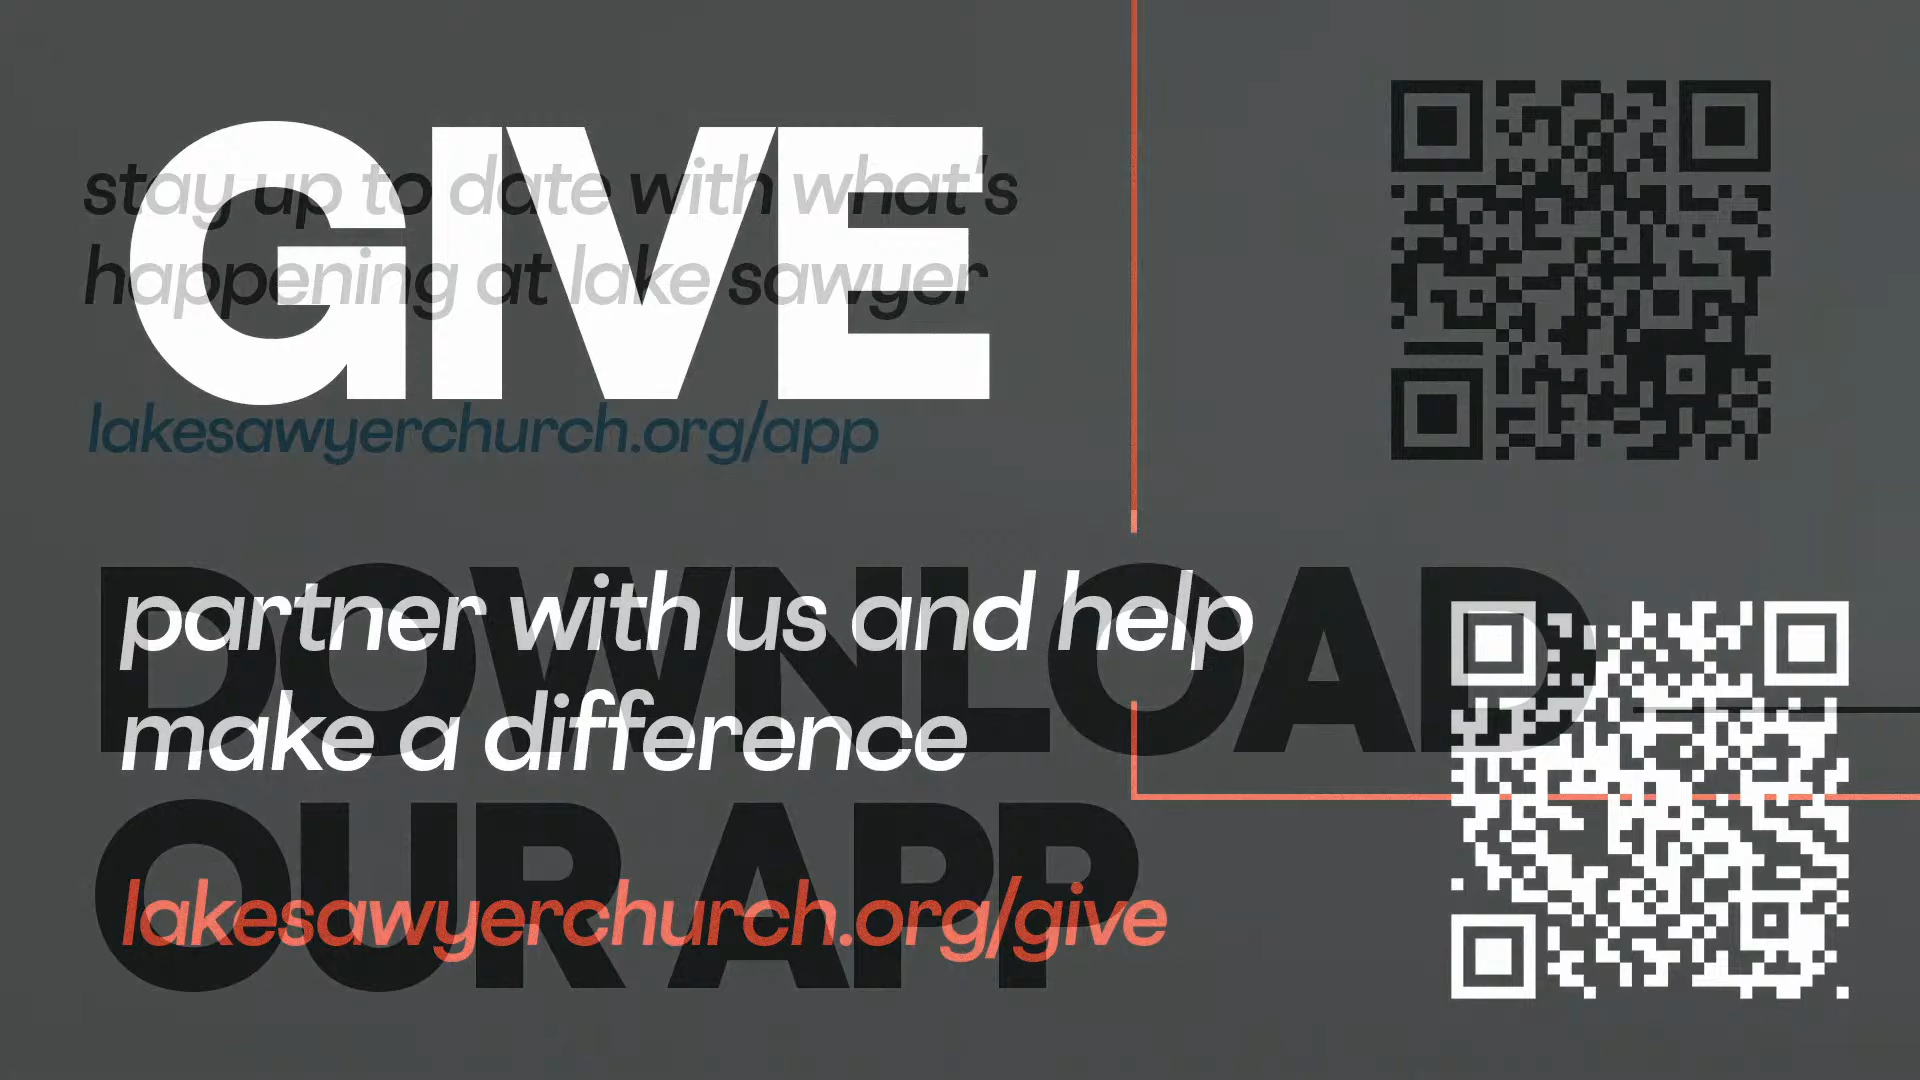 GIVE
stay up to date with what's
happening at lake sawyer
lakesawyerchurch.org/app
DOWNLOAD
partner with us and help
make a difference
OUR APP
lakesawyerchurch.org/give